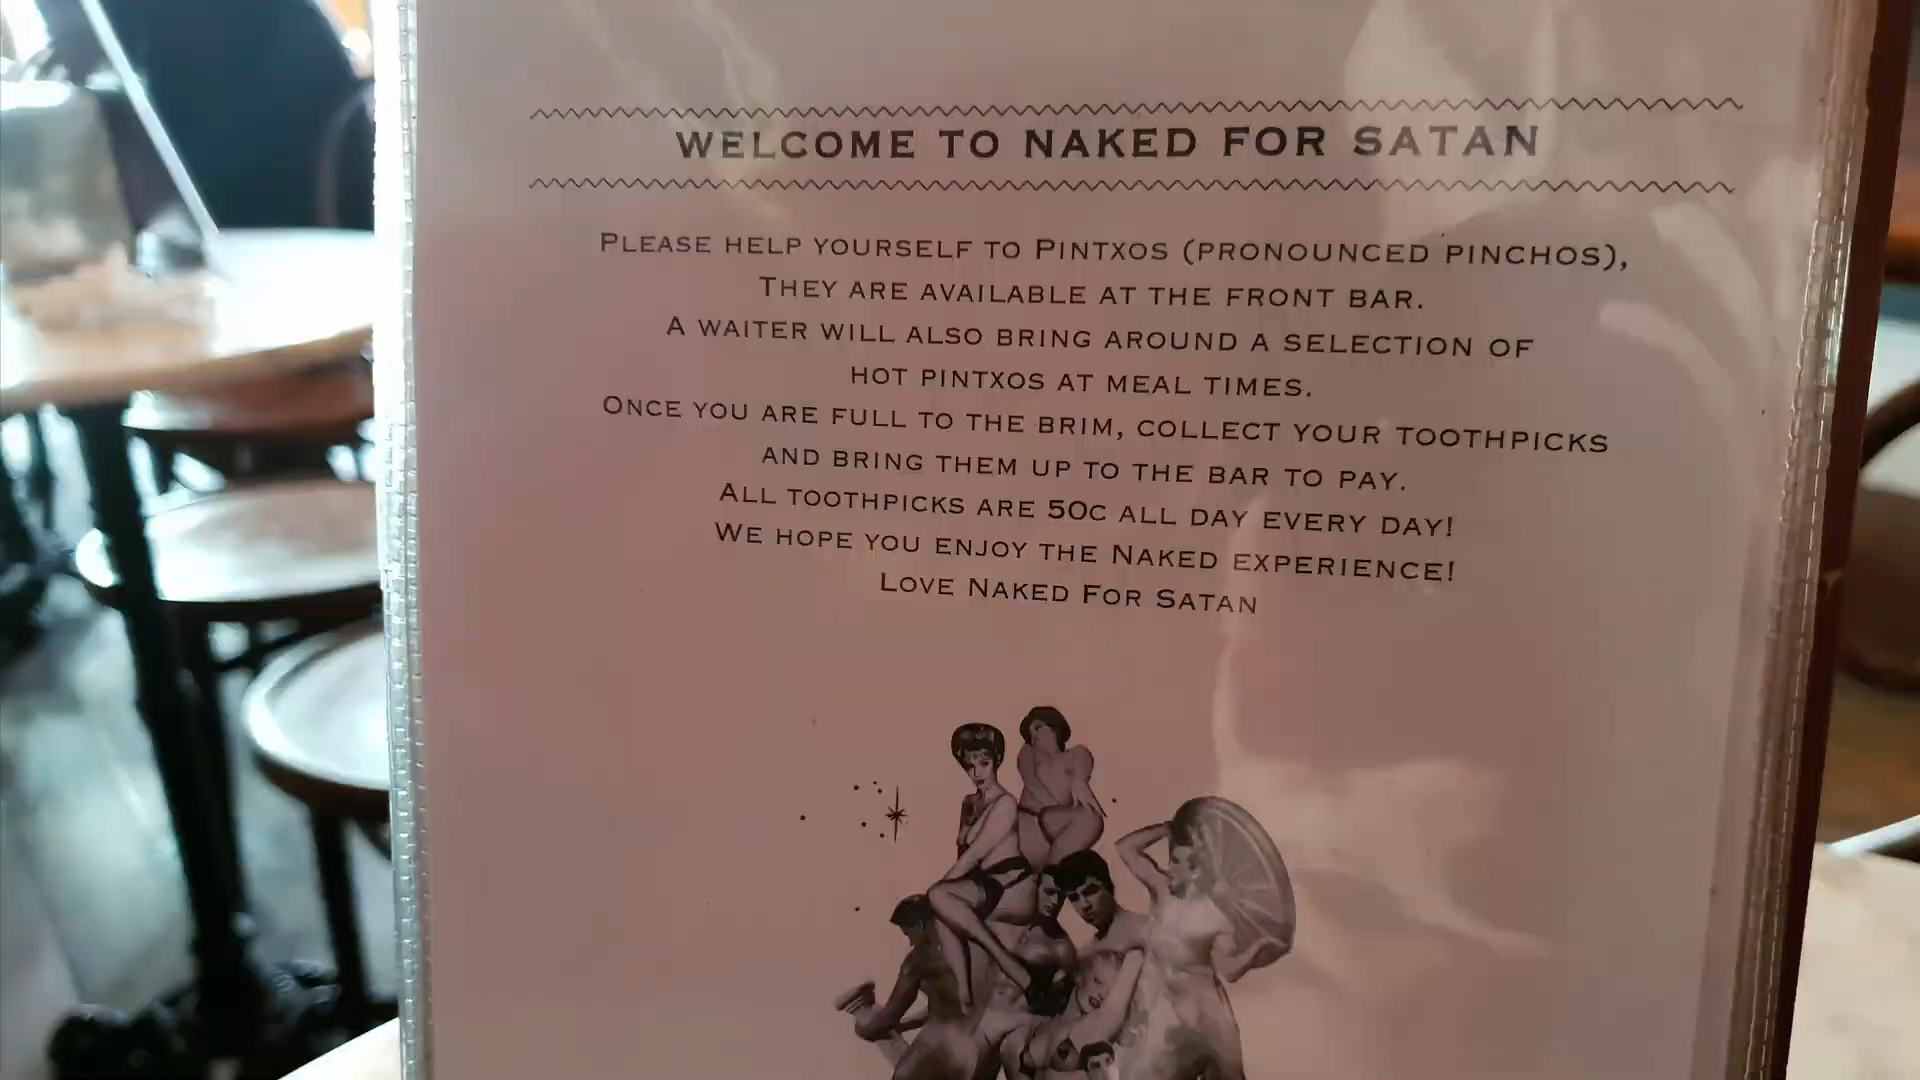 WELCOME TO NAKED FOR SATAN
PLEASE HELP YOURSELF TO PINTXOS (PRONOUNCED PINCHOS),
THEY ARE AVAILABLE AT THE FRONT BAR.
A WAITER WILL ALSO BRING AROUND A SELECTION OF
HOT PINTXOS AT MEAL TIMES.
ONCE YOU ARE FULL TO THE BRIM, COLLECT YOUR TOOTHPICKS
AND BRING THEM UP TO THE BAR TO PAY.
ALL TOOTHPICKS ARE 50C ALL DAY EVERY DAY!
WE HOPE YOU ENJOY THE NAKED EXPERIENCE!
LOVE NAKED FOR SATAN